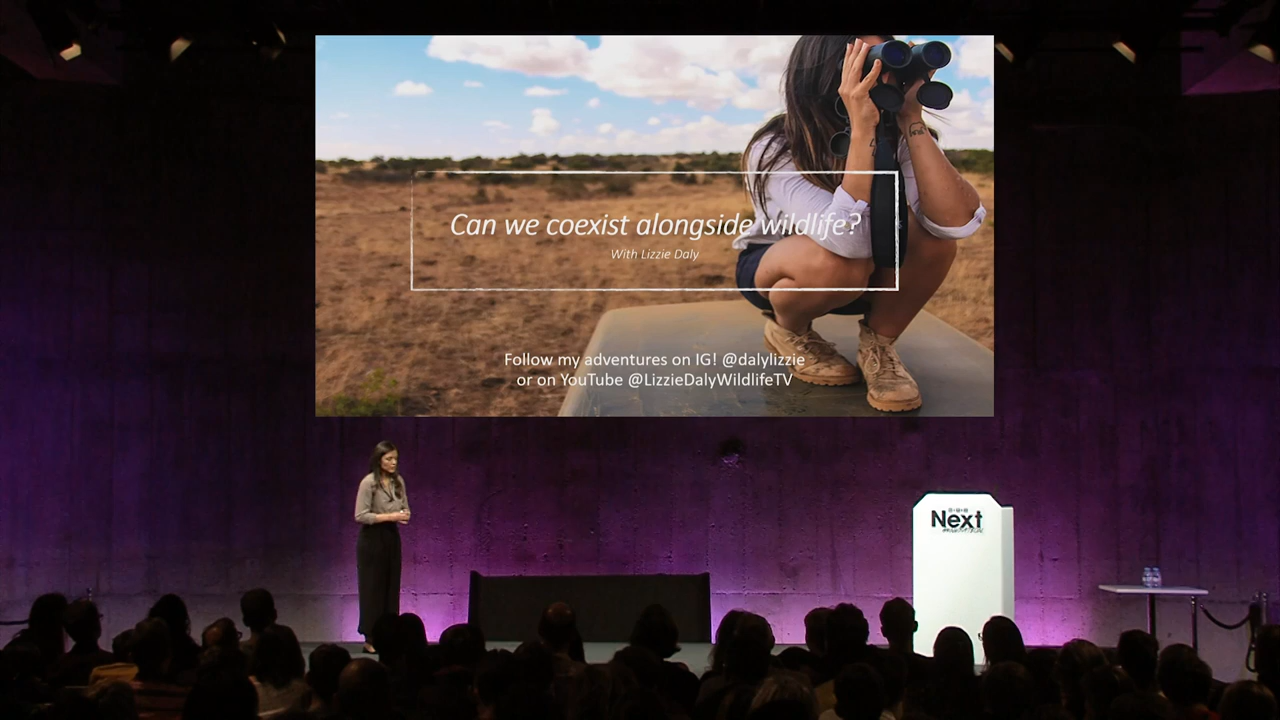 Can we coexist alongside wildlife?
With Lizzie Daly
Follow my adventures on IG! @dalylizzie
or on YouTube @LizzieDalyWildlifeTV
Next